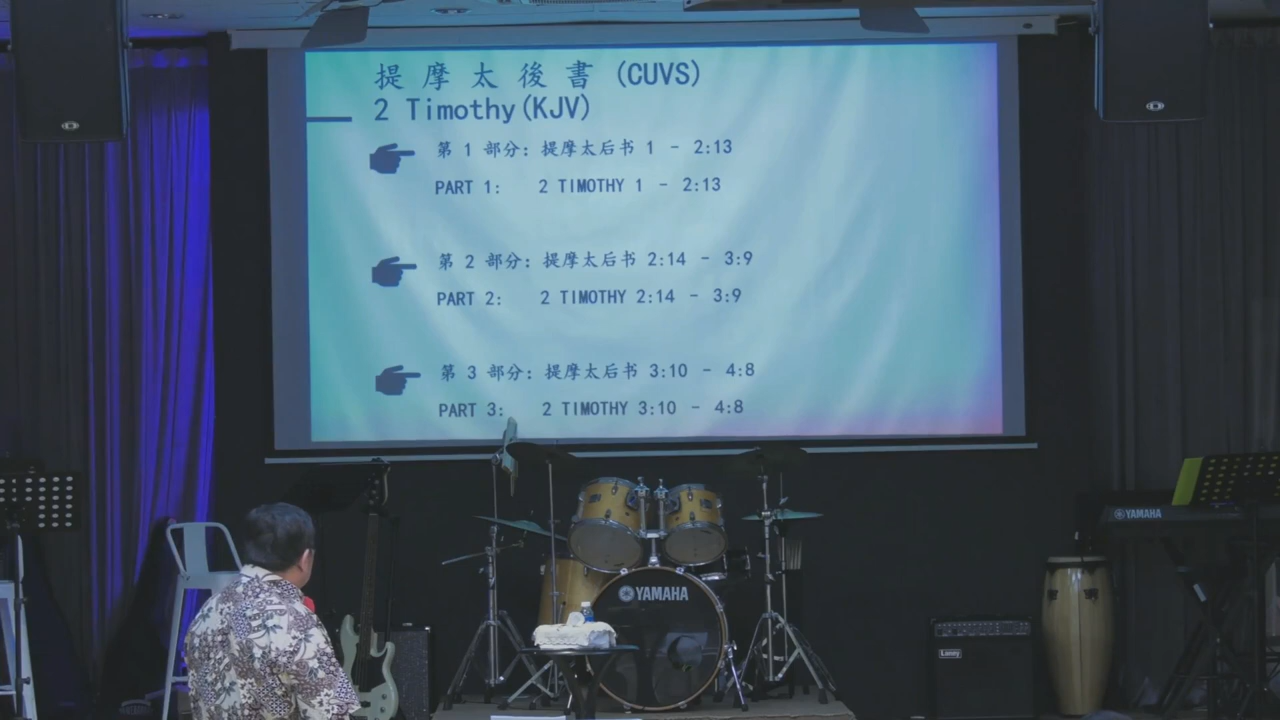 提 摩 太 後 書 (CUVS)
2 Timothy(KJV)
第 1 部分: 提摩太后书 1 - 2:13
PART 1: 2 TIMOTHY 1 - 2:13
第 2 部分: 提摩太后书 2:14 - 3:9
PART 2: 2 TIMOTHY 2:14 - 3:9
第 3 部分: 提摩太后书 3:10 - 4:8
PART 3: 2 TIMOTHY 3:10 - 4:8
YAMAHA
YAMAHA
Laney